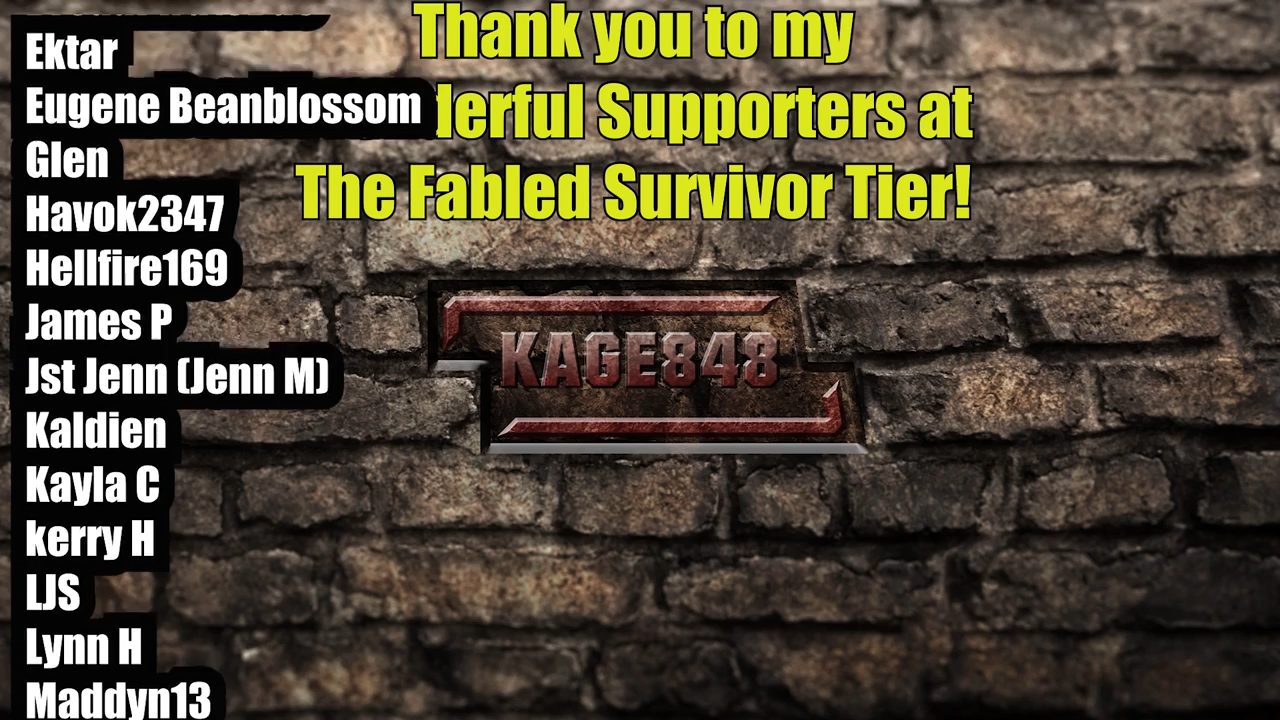 Ektar
Eugene Beanblossom
Glen
Havok2347
Hellfire169
James P
Jst Jenn (Jenn M)
Kaldien
Kayla C
kerry H
LJS
Lynn H
Maddyn13
Thank you to my
derful Supporters at
The Fabled Survivor Tier!
KAGE848